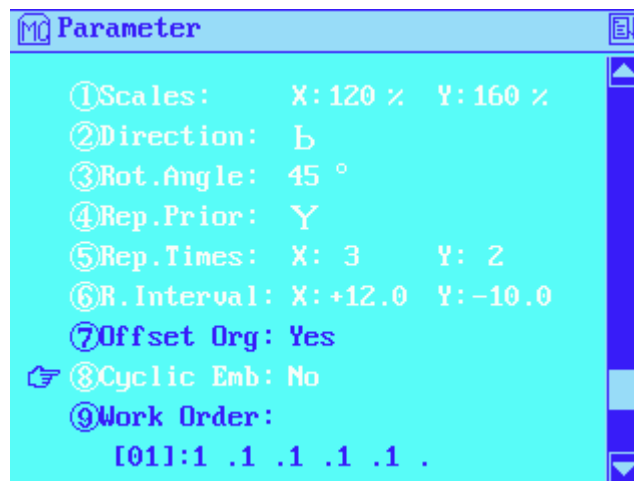 MC Parameter
①Scales: X:120 % Y:160 %
②Direction: Ь
③Rot.Angle: 45 °
④Rep.Prior: Y
⑤Rep.Times: X: 3 Y: 2
⑥R.Interval: X:+12.0 Y:-10.0
⑦Offset Org: Yes
⑧Cyclic Emb: No
⑨Work Order:
[01]:1 .1 .1 .1 .1 .